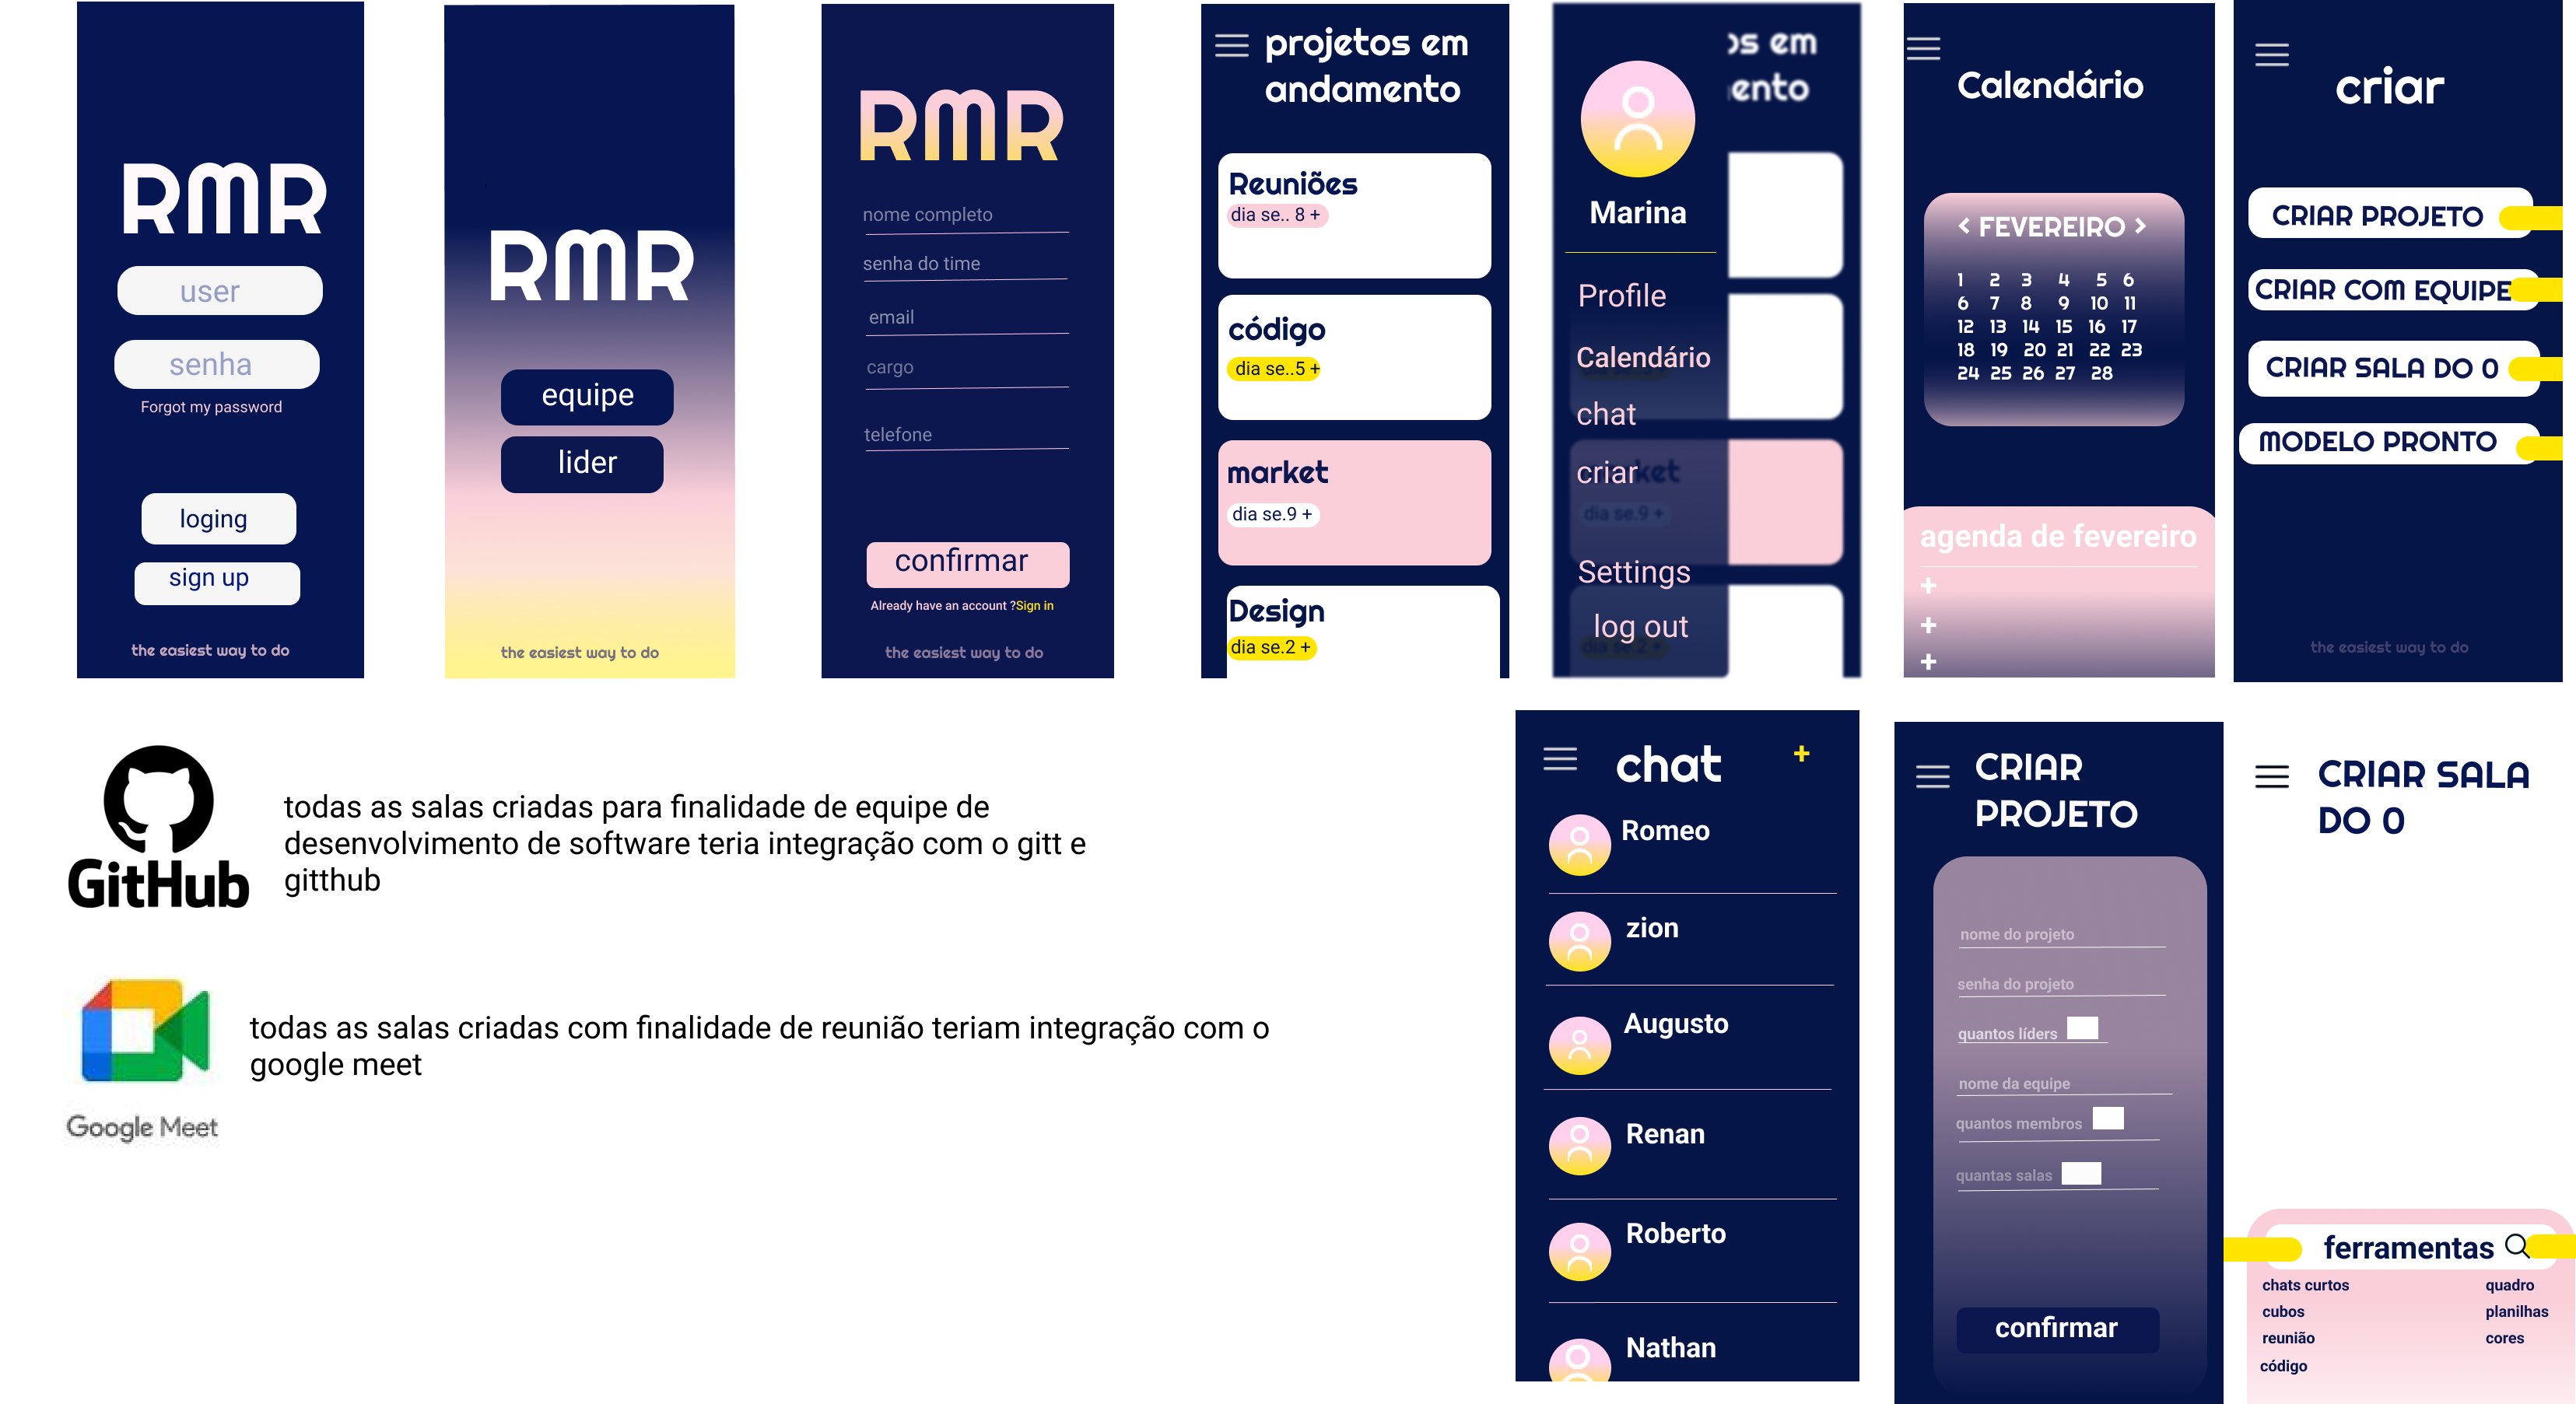 RMR
user
senha
Forgot my password
loging
sign up
the easiest way to do
RMR
equipe
lider
the easiest way to do
RMR
nome completo
senha do time
email
cargo
telefone
confirmar
Already have an account ?Sign in
the easiest way to do
projetos em
andamento
Reuniões
dia se.. 8 +
código
dia se..5 +
market
dia se.9 +
Design
dia se.2 +
os em
ento
Marina
Profile
Calendário
chat
criar
ket
dia se.9 +
Settings
log out
dia se.2 +
Calendário
< FEVEREIRO >
1 2 3 4 5 6
6 7 8 9 10 11
12 13 14 15 16 17
18 19 20 21 22 23
24 25 26 27 28
agenda de fevereiro
+
+
+
criar
CRIAR PROJETO
CRIAR COM EQUIPE
CRIAR SALA DO 0
MODELO PRONTO
the easiest way to do
GitHub
todas as salas criadas para finalidade de equipe de
desenvolvimento de software teria integração com o gitt e
gitthub
Google Meet
todas as salas criadas com finalidade de reunião teriam integração com o
google meet
chat +
Romeo
zion
Augusto
Renan
Roberto
Nathan
CRIAR
PROJETO
nome do projeto
senha do projeto
quantos líders
nome da equipe
quantos membros
quantas salas
confirmar
CRIAR SALA
DO 0
ferramentas
chats curtos quadro
cubos planilhas
reunião cores
código